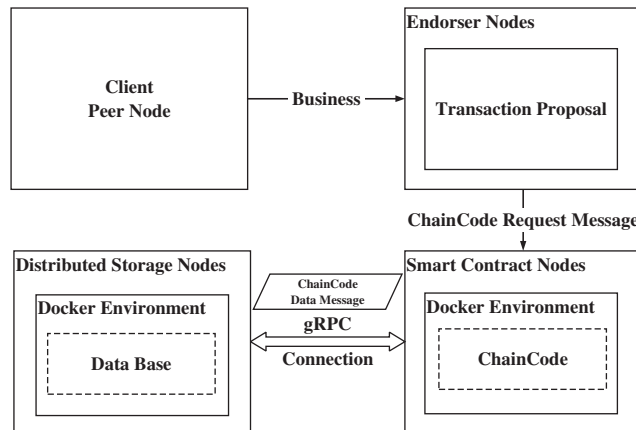 Client
Peer Node
Business
Endorser Nodes
Transaction Proposal
ChainCode Request Message
Distributed Storage Nodes
Docker Environment
Data Base
ChainCode
Data Message
gRPC
Connection
Smart Contract Nodes
Docker Environment
ChainCode